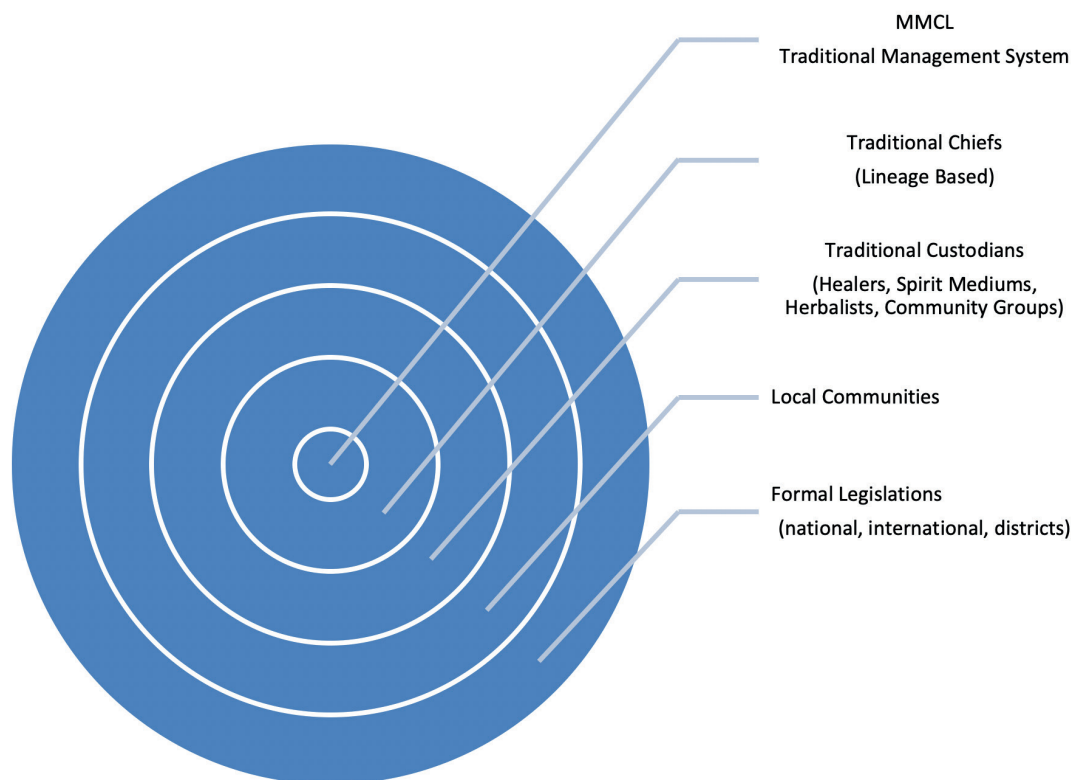 MMCL
Traditional Management System
Traditional Chiefs
(Lineage Based)
Traditional Custodians
(Healers, Spirit Mediums,
Herbalists, Community Groups)
Local Communities
Formal Legislations
(national, international, districts)